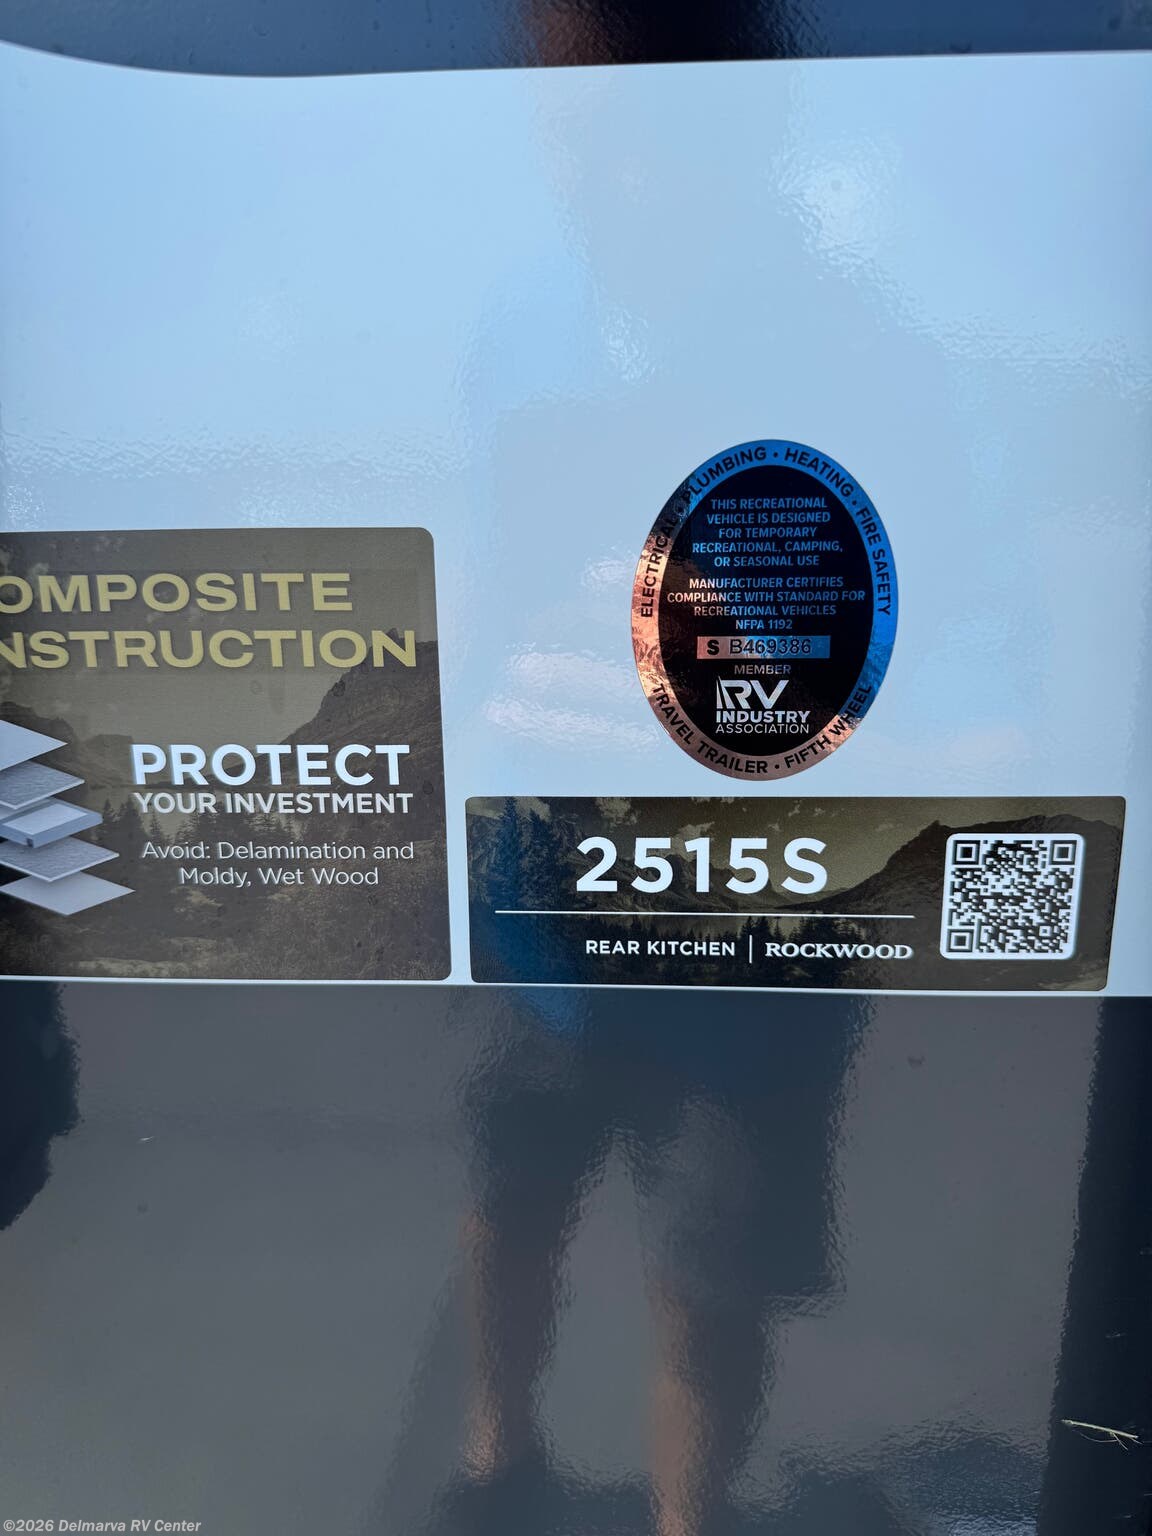 ELECTRICAL • PLUMBING • HEATING • FIRE SAFETY
THIS RECREATIONAL
VEHICLE IS DESIGNED
FOR TEMPORARY
RECREATIONAL, CAMPING,
OR SEASONAL USE
MANUFACTURER CERTIFIES
COMPLIANCE WITH STANDARD FOR
RECREATIONAL VEHICLES
NFPA 1192
S B469386
MEMBER
RV
INDUSTRY
ASSOCIATION
TRAVEL TRAILER • FIFTH WHEEL
OMPOSITE
NSTRUCTION
PROTECT
YOUR INVESTMENT
Avoid: Delamination and
Moldy, Wet Wood
2515S
REAR KITCHEN | ROCKWOOD
©2026 Delmarva RV Center